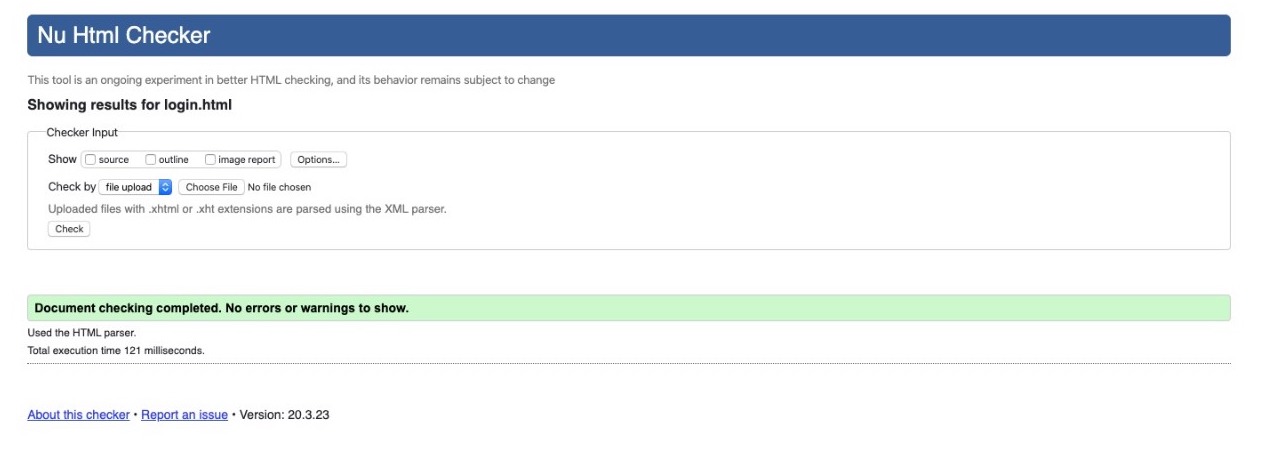 Nu Html Checker
This tool is an ongoing experiment in better HTML checking, and its behavior remains subject to change
Showing results for login.html
Checker Input
Show source outline image report Options...
Check by file upload Choose File No file chosen
Uploaded files with .xhtml or .xht extensions are parsed using the XML parser.
Check
Document checking completed. No errors or warnings to show.
Used the HTML parser.
Total execution time 121 milliseconds.
About this checker • Report an issue • Version: 20.3.23